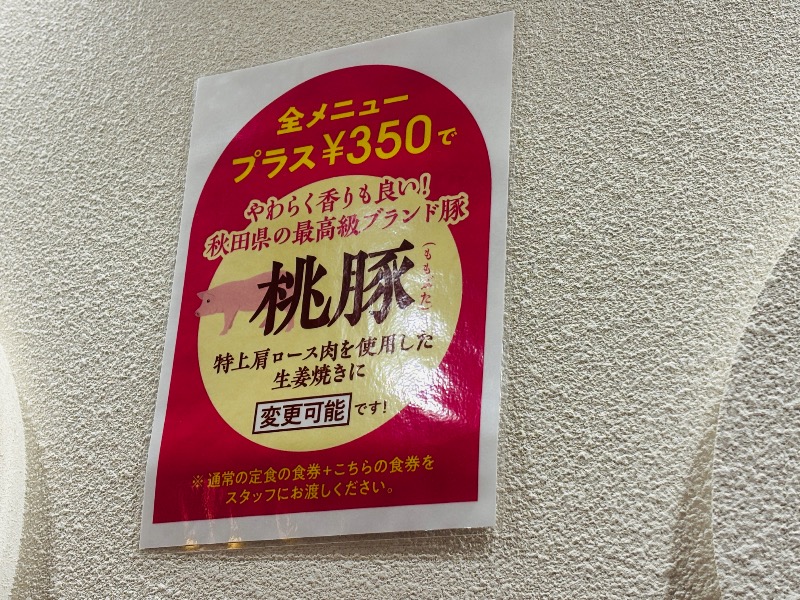 全メニュー
プラス¥350で
やわらく香りも良い!
秋田県の最高級ブランド豚
桃豚
(ももぶた)
特上肩ロース肉を使用した
生姜焼きに
変更可能です!
※通常の定食の食券+こちらの食券を
スタッフにお渡しください。